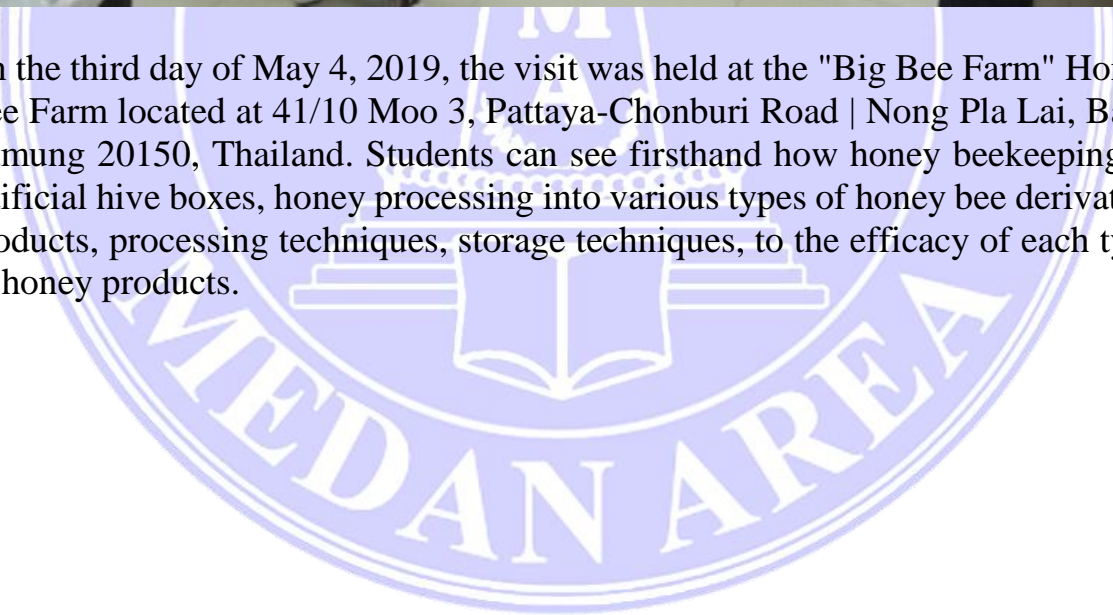 the third day of May 4, 2019, the visit was held at the "Big Bee Farm" Ho
Farm located at 41/10 Moo 3, Pattaya-Chonburi Road | Nong Pla Lai, Ba
mung 20150, Thailand. Students can see firsthand how honey beekeeping
ificial hive boxes, honey processing into various types of honey bee derivat
oducts, processing techniques, storage techniques, to the efficacy of each ty
honey products.
M
A
MEDAN AREA